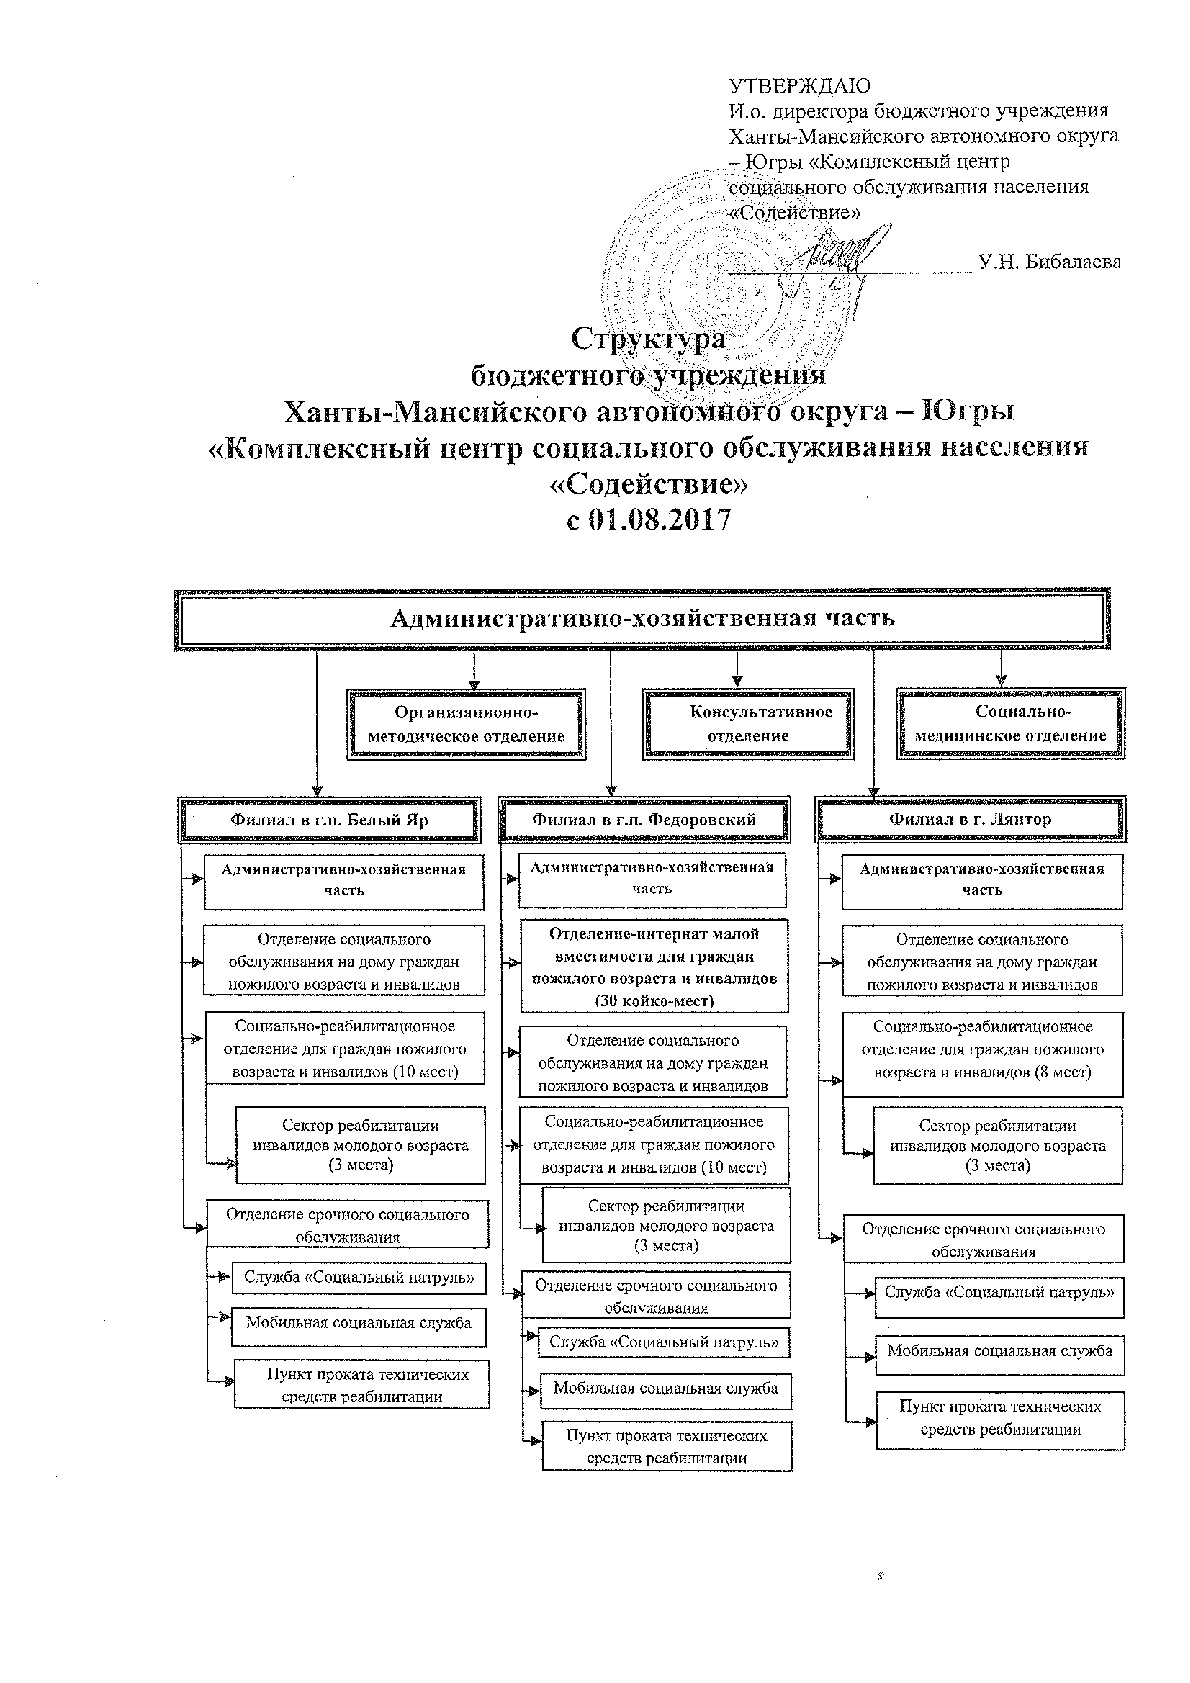 УТВЕРЖДАЮ
И.о. директора бюджетного учреждения
Ханты-Мансийского автономного округа
– Югры «Комплексный центр
социального обслуживания населения
«Содействие»
У.Н. Бибалаева
Структура
бюджетного учреждения
Ханты-Мансийского автономного округа – Югры
«Комплексный центр социального обслуживания населения
«Содействие»
с 01.08.2017
Административно-хозяйственная часть
Организационно-
методическое отделение
Консультативное
отделение
Социально-
медицинское отделение
Филиал в г.п. Белый Яр
Административно-хозяйственная
часть
Отделение социального
обслуживания на дому граждан
пожилого возраста и инвалидов
Социально-реабилитационное
отделение для граждан пожилого
возраста и инвалидов (10 мест)
Сектор реабилитации
инвалидов молодого возраста
(3 места)
Отделение срочного социального
обслуживания
Служба «Социальный патруль»
Мобильная социальная служба
Пункт проката технических
средств реабилитации
Филиал в г.п. Федоровский
Административно-хозяйственная
часть
Отделение-интернат малой
вместимости для граждан
пожилого возраста и инвалидов
(30 койко-мест)
Отделение социального
обслуживания на дому граждан
пожилого возраста и инвалидов
Социально-реабилитационное
отделение для граждан пожилого
возраста и инвалидов (10 мест)
Сектор реабилитации
инвалидов молодого возраста
(3 места)
Отделение срочного социального
обслуживания
Служба «Социальный патруль»
Мобильная социальная служба
Пункт проката технических
средств реабилитации
Филиал в г. Лянтор
Административно-хозяйственная
часть
Отделение социального
обслуживания на дому граждан
пожилого возраста и инвалидов
Социально-реабилитационное
отделение для граждан пожилого
возраста и инвалидов (8 мест)
Сектор реабилитации
инвалидов молодого возраста
(3 места)
Отделение срочного социального
обслуживания
Служба «Социальный патруль»
Мобильная социальная служба
Пункт проката технических
средств реабилитации